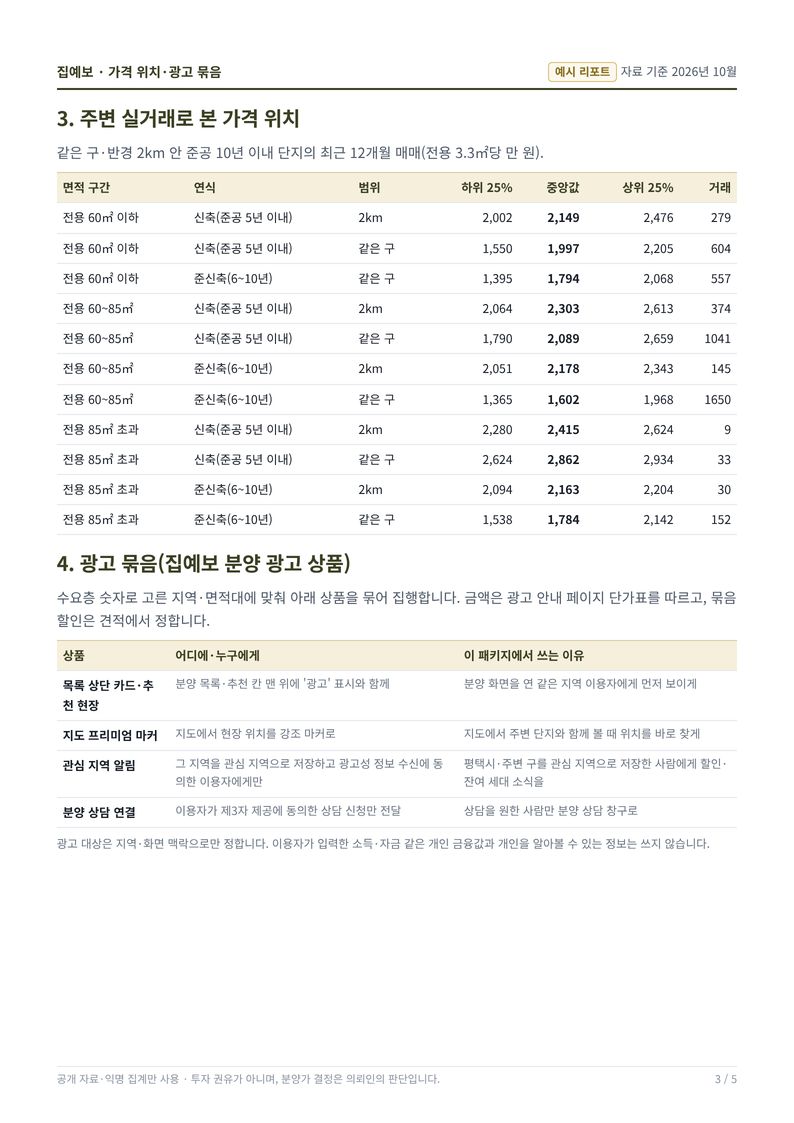 집예보 · 가격 위치·광고 묶음
예시 리포트 자료 기준 2026년 10월
3. 주변 실거래로 본 가격 위치
같은 구·반경 2km 안 준공 10년 이내 단지의 최근 12개월 매매(전용 3.3㎡당 만 원).
면적 구간 연식 범위 하위 25% 중앙값 상위 25% 거래
전용 60㎡ 이하 신축(준공 5년 이내) 2km 2,002 2,149 2,476 279
전용 60㎡ 이하 신축(준공 5년 이내) 같은 구 1,550 1,997 2,205 604
전용 60㎡ 이하 준신축(6~10년) 같은 구 1,395 1,794 2,068 557
전용 60~85㎡ 신축(준공 5년 이내) 2km 2,064 2,303 2,613 374
전용 60~85㎡ 신축(준공 5년 이내) 같은 구 1,790 2,089 2,659 1041
전용 60~85㎡ 준신축(6~10년) 2km 2,051 2,178 2,343 145
전용 60~85㎡ 준신축(6~10년) 같은 구 1,365 1,602 1,968 1650
전용 85㎡ 초과 신축(준공 5년 이내) 2km 2,280 2,415 2,624 9
전용 85㎡ 초과 신축(준공 5년 이내) 같은 구 2,624 2,862 2,934 33
전용 85㎡ 초과 준신축(6~10년) 2km 2,094 2,163 2,204 30
전용 85㎡ 초과 준신축(6~10년) 같은 구 1,538 1,784 2,142 152
4. 광고 묶음(집예보 분양 광고 상품)
수요층 숫자로 고른 지역·면적대에 맞춰 아래 상품을 묶어 집행합니다. 금액은 광고 안내 페이지 단가표를 따르고, 묶음
할인은 견적에서 정합니다.
상품 어디에·누구에게 이 패키지에서 쓰는 이유
목록 상단 카드·추 분양 목록·추천 칸 맨 위에 '광고' 표시와 함께 분양 화면을 연 같은 지역 이용자에게 먼저 보이게
천 현장
지도 프리미엄 마커 지도에서 현장 위치를 강조 마커로 지도에서 주변 단지와 함께 볼 때 위치를 바로 찾게
관심 지역 알림 그 지역을 관심 지역으로 저장하고 광고성 정보 수신에 동 평택시·주변 구를 관심 지역으로 저장한 사람에게 할인·
의한 이용자에게만 잔여 세대 소식을
분양 상담 연결 이용자가 제3자 제공에 동의한 상담 신청만 전달 상담을 원한 사람만 분양 상담 창구로
광고 대상은 지역·화면 맥락으로만 정합니다. 이용자가 입력한 소득·자금 같은 개인 금융값과 개인을 알아볼 수 있는 정보는 쓰지 않습니다.
공개 자료·익명 집계만 사용 · 투자 권유가 아니며, 분양가 결정은 의뢰인의 판단입니다.
3 / 5